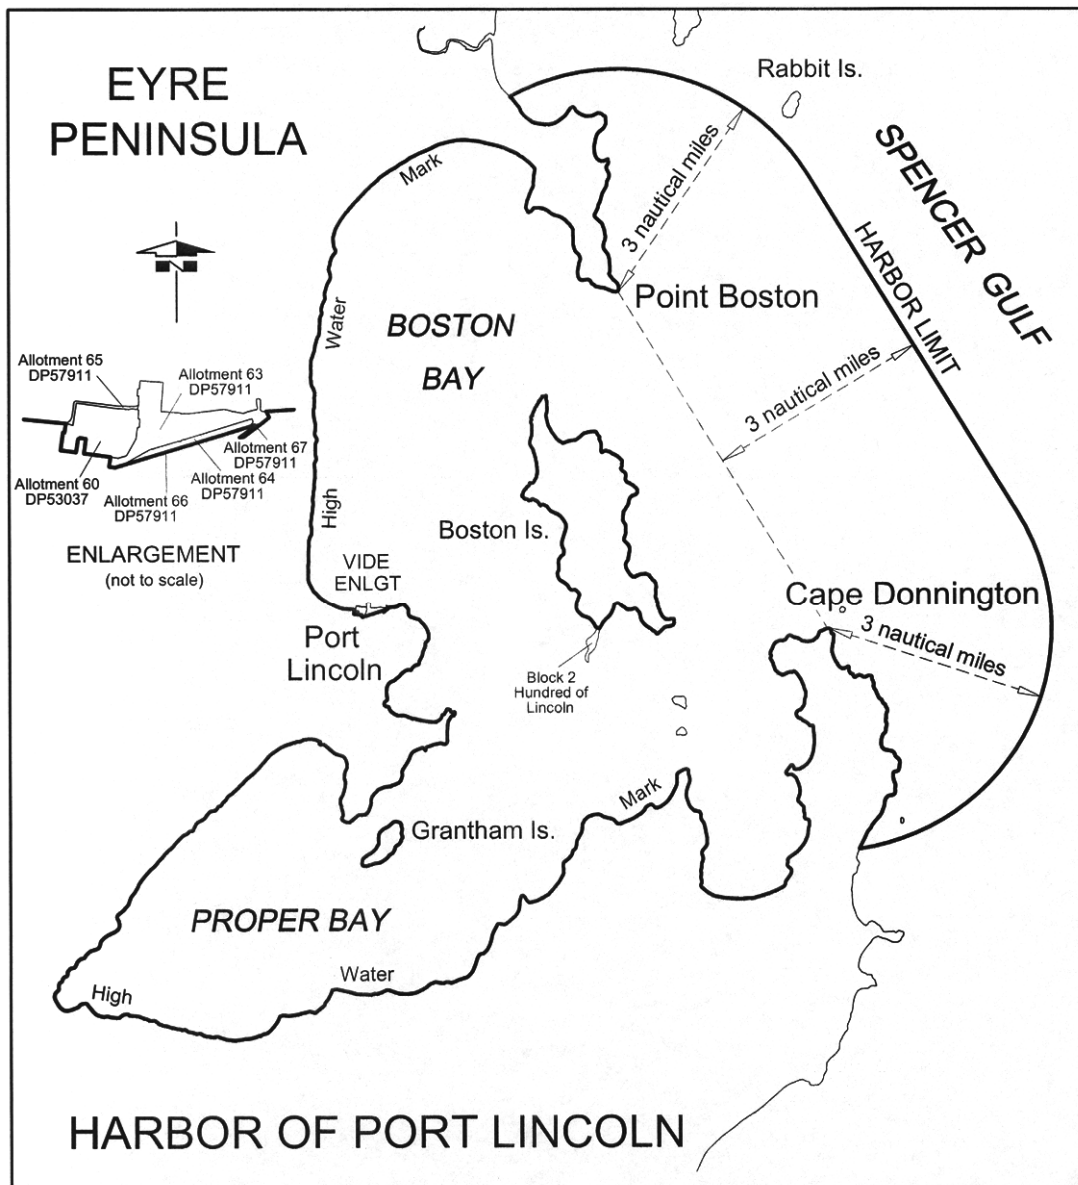 EYRE
PENINSULA
Rabbit Is.
SPENCER GULF
HARBOR LIMIT
3 nautical miles
Mark
Water
High
Point Boston
BOSTON
BAY
3 nautical miles
N
Allotment 65
DP57911
Allotment 63
DP57911
Allotment 67
DP57911
Allotment 64
DP57911
Allotment 60
DP53037
Allotment 66
DP57911
ENLARGEMENT
(not to scale)
Boston Is.
VIDE
ENLGT
Cape Donnington
3 nautical miles
Port
Lincoln
Block 2
Hundred of
Lincoln
Mark
Grantham Is.
PROPER BAY
Water
High
HARBOR OF PORT LINCOLN